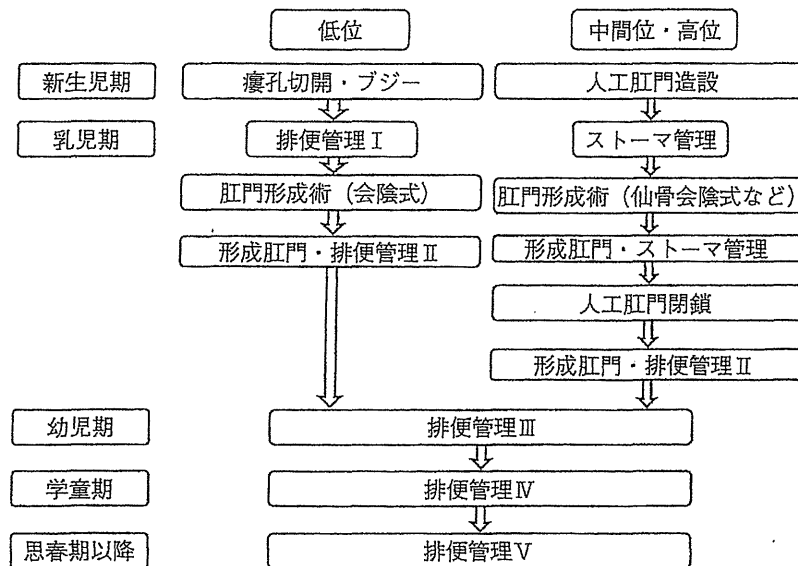 低位
中間位・高位
新生児期
瘻孔切開・ブジー
人工肛門造設
乳児期
排便管理Ⅰ
ストーマ管理
肛門形成術（会陰式）
肛門形成術（仙骨会陰式など）
形成肛門・排便管理Ⅱ
形成肛門・ストーマ管理
人工肛門閉鎖
形成肛門・排便管理Ⅱ
幼児期
排便管理Ⅲ
学童期
排便管理Ⅳ
思春期以降
排便管理Ⅴ